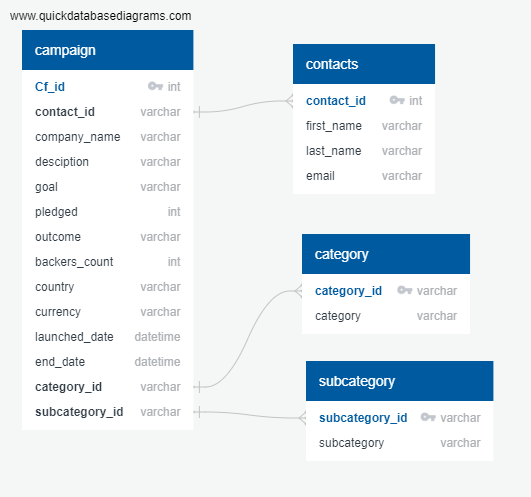 www.quickdatabasediagrams.com
campaign
Cf_id int
contact_id varchar
company_name varchar
desciption varchar
goal varchar
pledged int
outcome varchar
backers_count int
country varchar
currency varchar
launched_date datetime
end_date datetime
category_id varchar
subcategory_id varchar
contacts
contact_id int
first_name varchar
last_name varchar
email varchar
category
category_id varchar
category varchar
subcategory
subcategory_id varchar
subcategory varchar